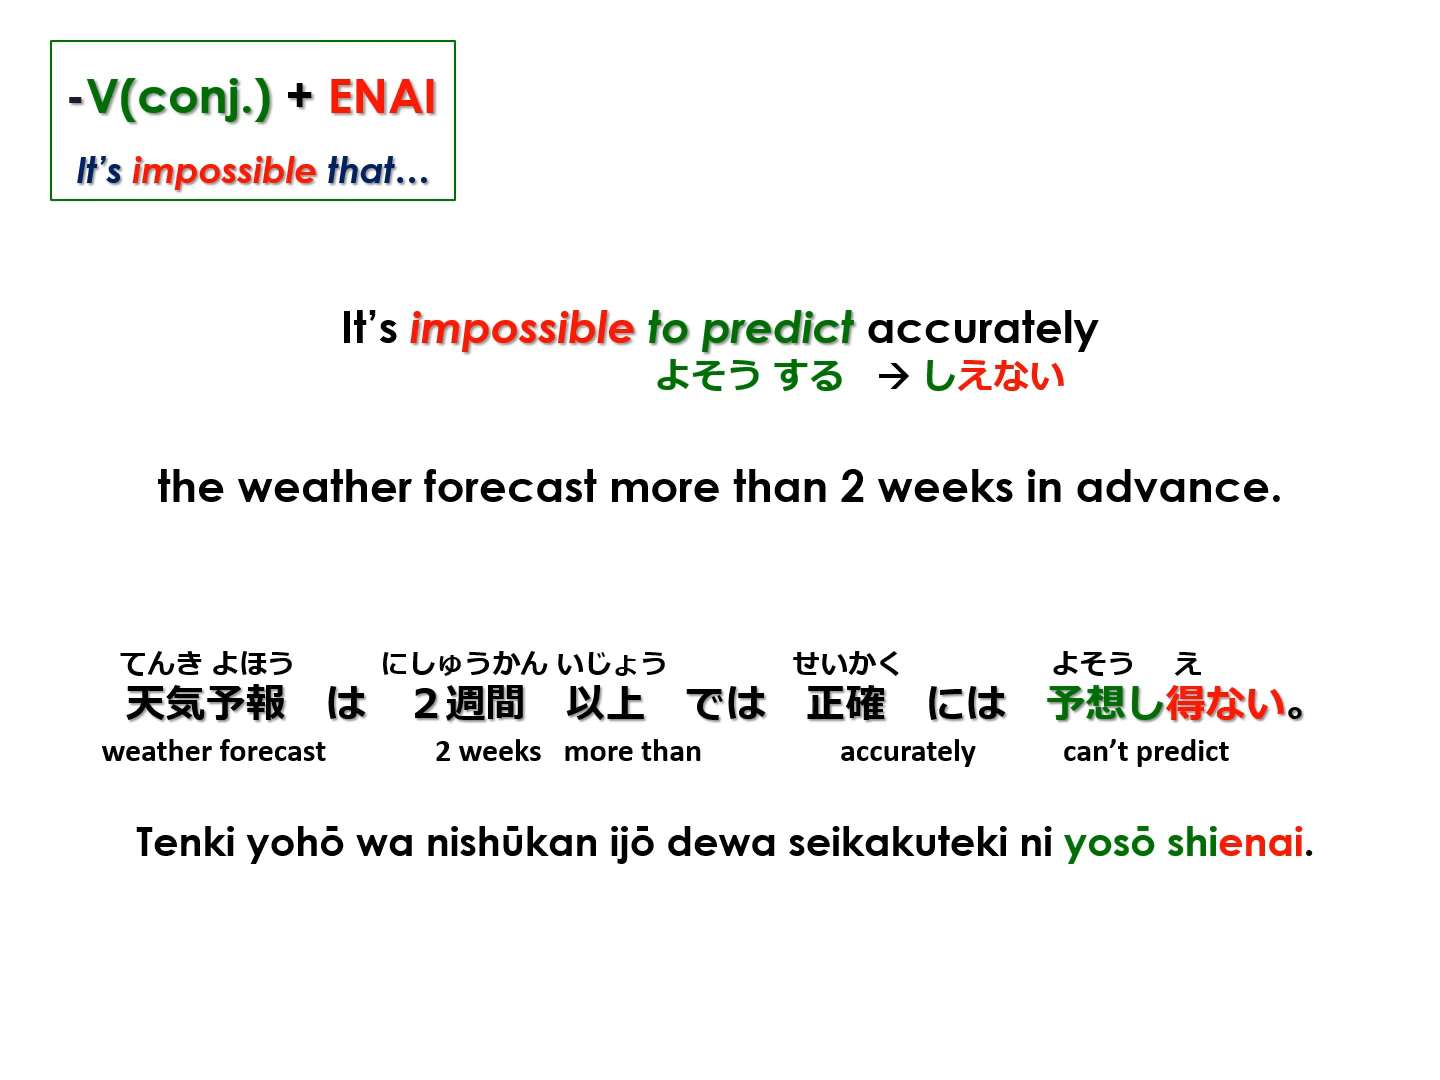 -V(conj.) + ENAI
It’s impossible that…
It’s impossible to predict accurately
よそう する → しえない
the weather forecast more than 2 weeks in advance.
てんき よほう にしゅうかん いじょう せいかく よそう え
天気予報 は ２週間 以上 では 正確 には 予想し得ない。
weather forecast 2 weeks more than accurately can’t predict
Tenki yohō wa nishūkan ijō dewa seikakuteki ni yosō shienai.